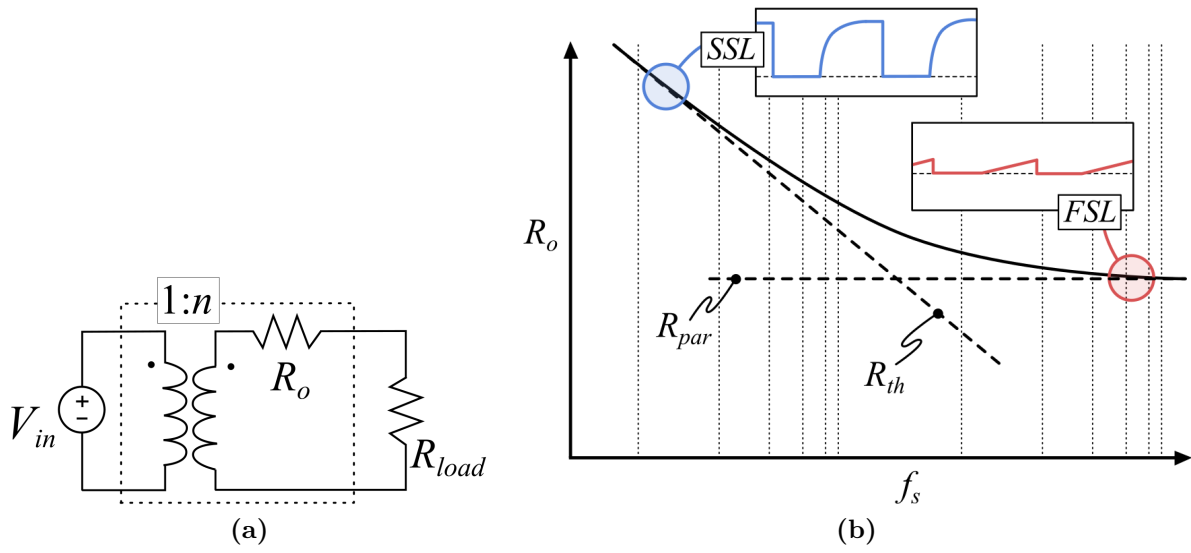 1:n
V_in
+
−
R_o
R_load
(a)
SSL
FSL
R_o
R_par
R_th
f_s
(b)